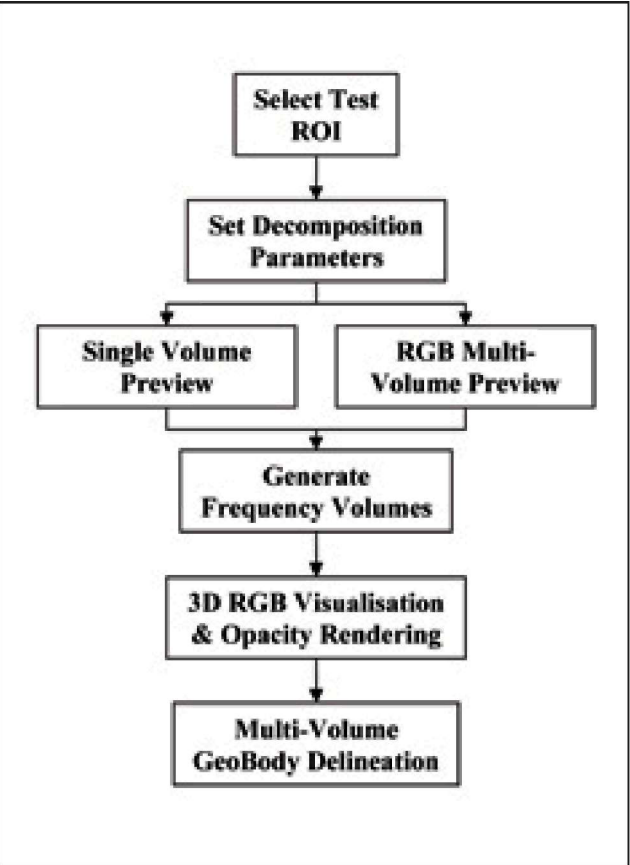 Select Test
ROI
Set Decomposition
Parameters
Single Volume
Preview
RGB Multi-
Volume Preview
Generate
Frequency Volumes
3D RGB Visualisation
& Opacity Rendering
Multi-Volume
GeoBody Delineation